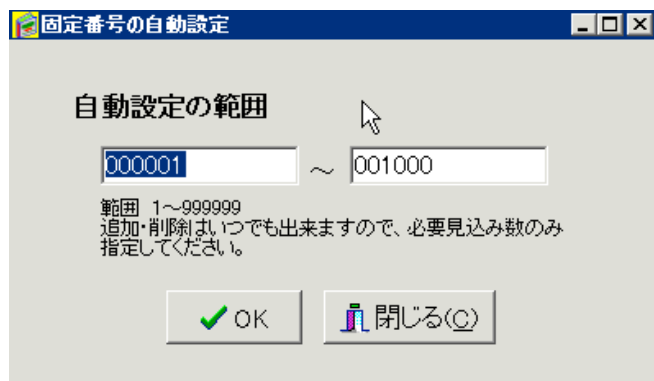 固定番号の自動設定
自動設定の範囲
000001 ～ 001000
範囲 1～999999
追加・削除はいつでも出来ますので、必要見込み数のみ
指定してください。
OK 閉じる(C)